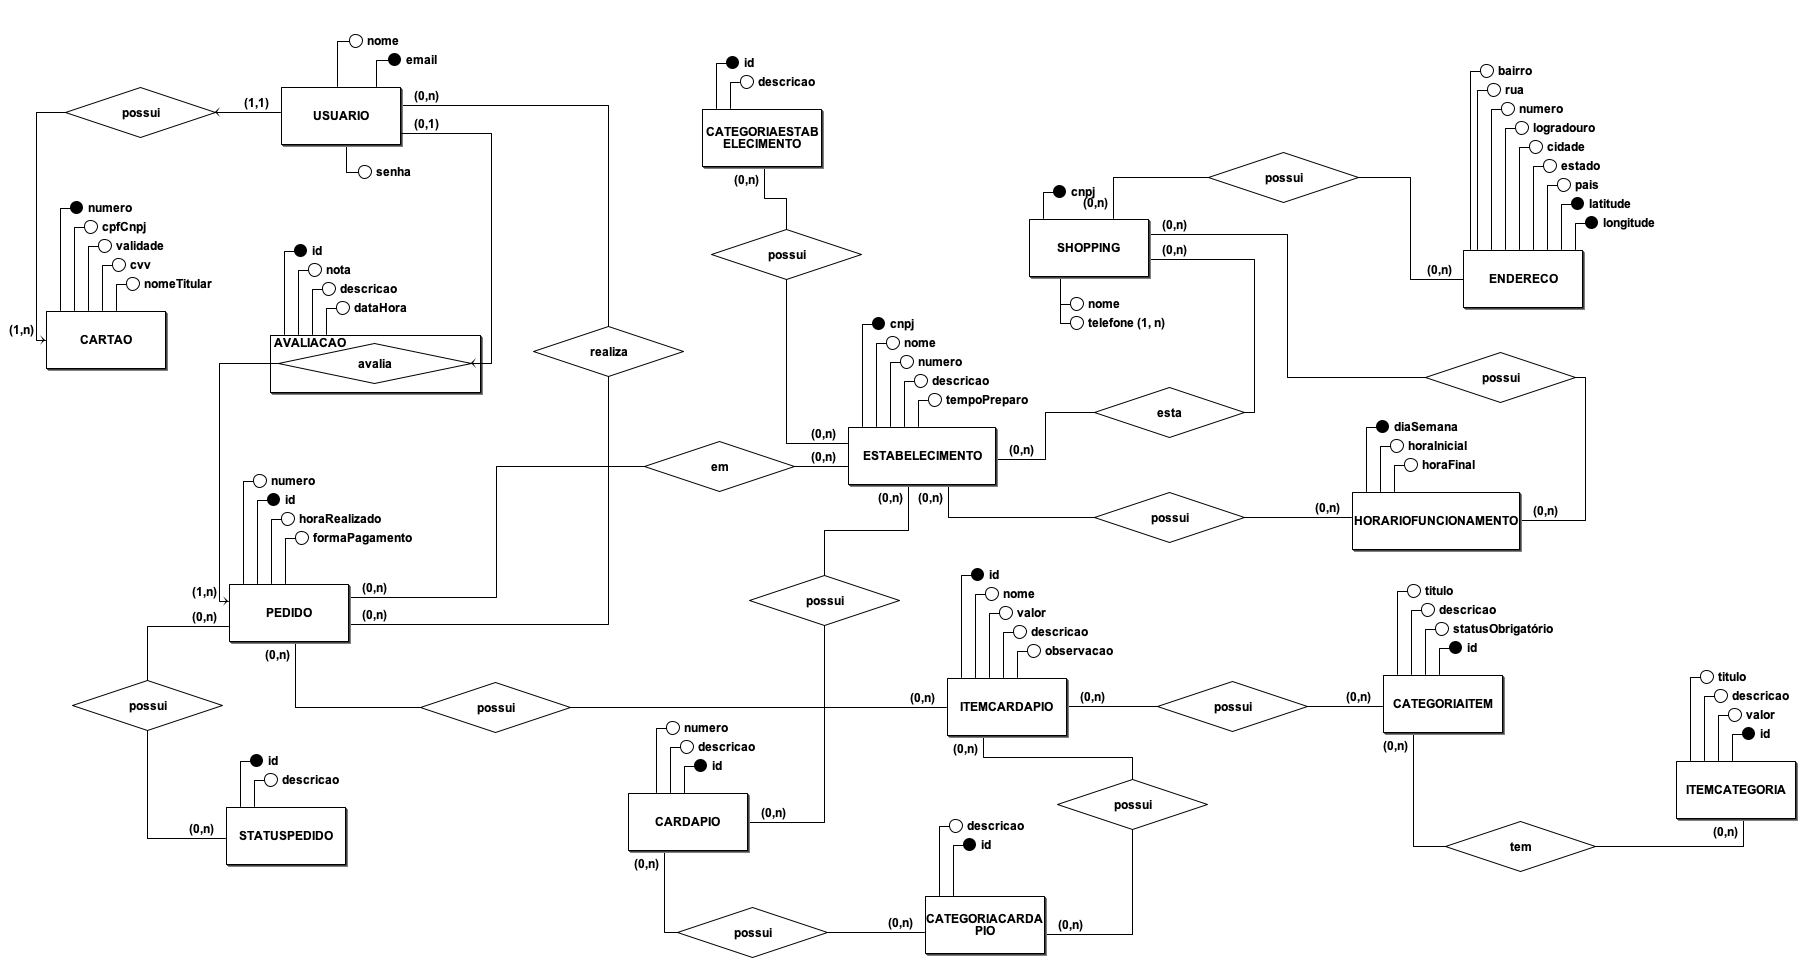 nome
email
possui
(1,1)
USUARIO
(0,n)
(0,1)
senha
numero
cpfCnpj
validade
cvv
nomeTitular
(1,n)
CARTAO
id
nota
descricao
dataHora
AVALIACAO
avalia
realiza
id
descricao
CATEGORIAESTAB
ELECIMENTO
(0,n)
possui
(0,n)
cnpj
(0,n)
SHOPPING
(0,n)
(0,n)
nome
telefone (1, n)
possui
bairro
rua
numero
logradouro
cidade
estado
pais
latitude
longitude
(0,n)
ENDERECO
cnpj
nome
numero
descricao
tempoPreparo
ESTABELECIMENTO
(0,n)
(0,n)
(0,n)
(0,n)
em
esta
possui
possui
diaSemana
horaInicial
horaFinal
(0,n)
HORARIOFUNCIONAMENTO
(0,n)
numero
id
horaRealizado
formaPagamento
(1,n)
(0,n)
PEDIDO
(0,n)
(0,n)
(0,n)
possui
possui
possui
id
nome
valor
descricao
observacao
(0,n)
ITEMCARDAPIO
(0,n)
(0,n)
possui
titulo
descricao
statusObrigatório
id
(0,n)
CATEGORIAITEM
(0,n)
titulo
descricao
valor
id
ITEMCATEGORIA
(0,n)
tem
id
descricao
(0,n)
STATUSPEDIDO
numero
descricao
id
CARDAPIO
(0,n)
(0,n)
possui
possui
descricao
id
(0,n)
CATEGORIACARDA
PIO
(0,n)